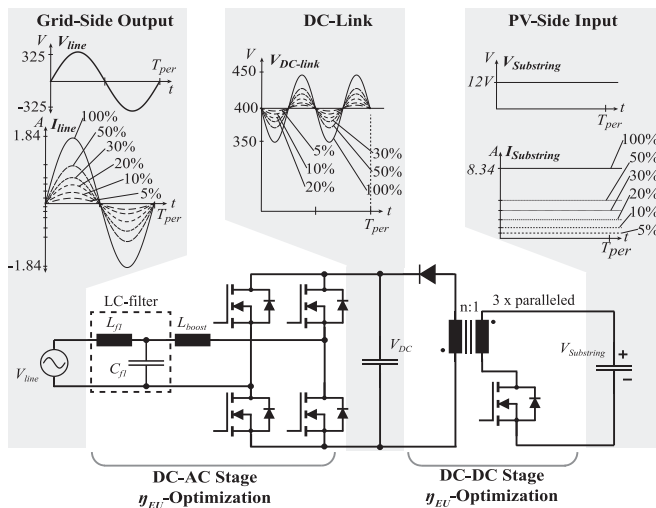 Grid-Side Output
V
V_line
325
T_per
t
-325
A
I_line
100%
1.84
50%
30%
20%
10%
5%
T_per
t
-1.84
DC-Link
V
V_DC-link
450
400
350
t
5%
10%
20%
30%
50%
100%
T_per
PV-Side Input
V
V_Substring
12V
t
T_per
100%
A
I_Substring
8.34
50%
30%
20%
10%
5%
t
T_per
LC-filter
L_f1
L_boost
C_f1
V_line
V_DC
n:1
3 x paralleled
V_Substring
+
–
DC-AC Stage
η_EU-Optimization
DC-DC Stage
η_EU-Optimization